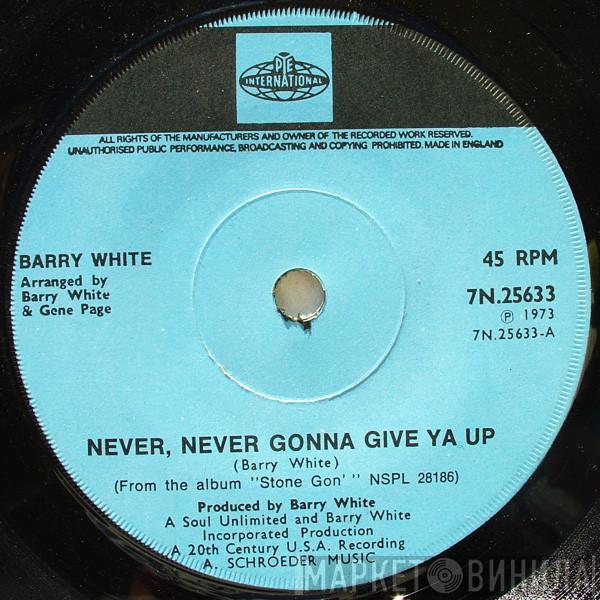 PYE
INTERNATIONAL
ALL RIGHTS OF THE MANUFACTURERS AND OWNER OF THE RECORDED WORK RESERVED.
UNAUTHORISED PUBLIC PERFORMANCE, BROADCASTING AND COPYING PROHIBITED. MADE IN ENGLAND
BARRY WHITE
Arranged by
Barry White
& Gene Page
45 RPM
7N.25633
Ⓟ 1973
7N.25633-A
NEVER, NEVER GONNA GIVE YA UP
(Barry White)
(From the album "Stone Gon' " NSPL 28186)
Produced by Barry White
A Soul Unlimited and Barry White
Incorporated Production
A 20th Century U.S.A. Recording
A. SCHROEDER MUSIC
МАРКЕТ ВИНИЛА